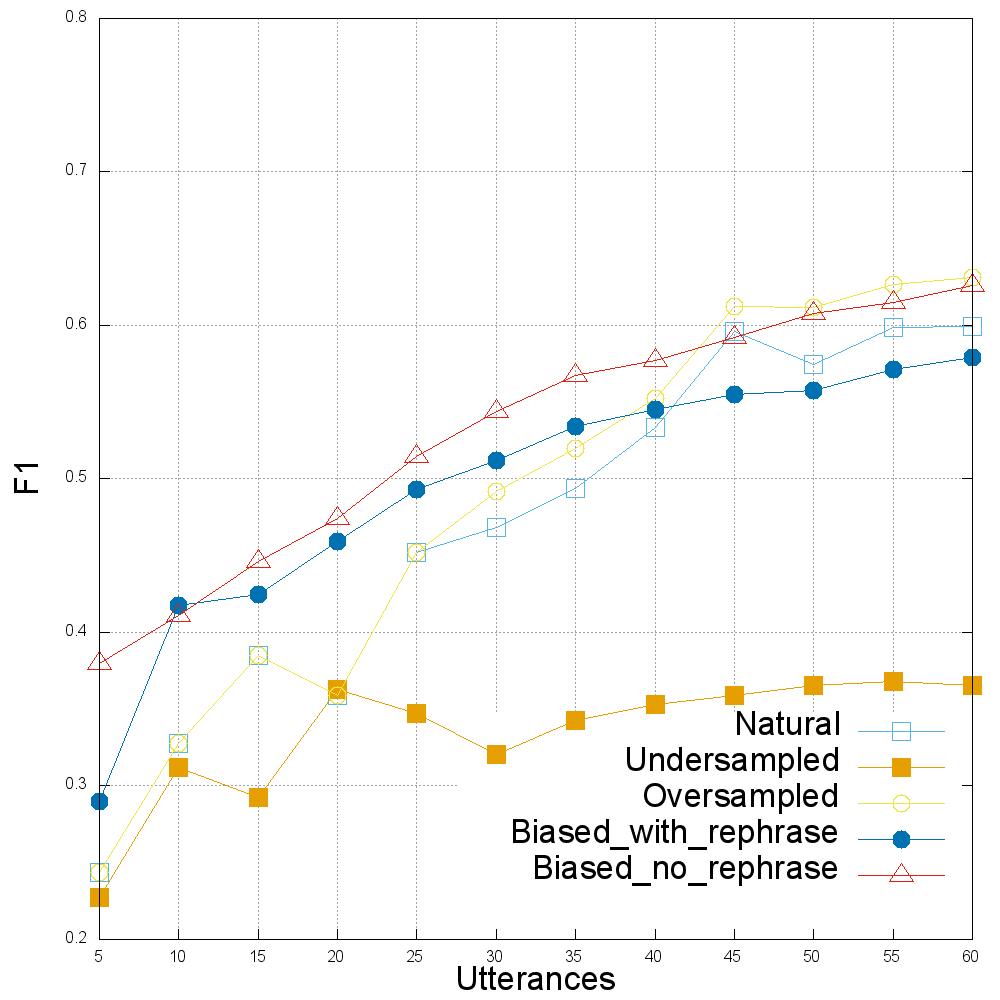 0.8
0.7
0.6
0.5
0.4
0.3
0.2
F1
Natural
Undersampled
Oversampled
Biased_with_rephrase
Biased_no_rephrase
5 10 15 20 25 30 35 40 45 50 55 60
Utterances